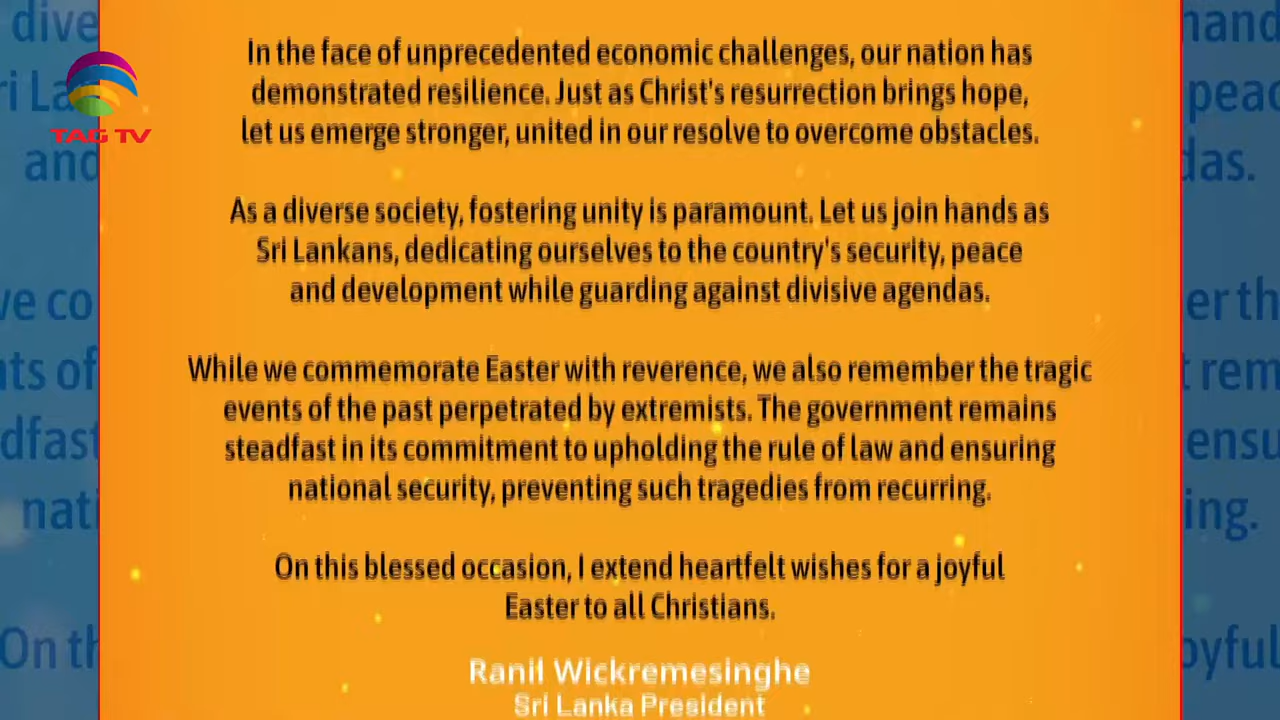 TAG TV
In the face of unprecedented economic challenges, our nation has
demonstrated resilience. Just as Christ's resurrection brings hope,
let us emerge stronger, united in our resolve to overcome obstacles.
As a diverse society, fostering unity is paramount. Let us join hands as
Sri Lankans, dedicating ourselves to the country's security, peace
and development while guarding against divisive agendas.
While we commemorate Easter with reverence, we also remember the tragic
events of the past perpetrated by extremists. The government remains
steadfast in its commitment to upholding the rule of law and ensuring
national security, preventing such tragedies from recurring.
On this blessed occasion, I extend heartfelt wishes for a joyful
Easter to all Christians.
Ranil Wickremesinghe
Sri Lanka President